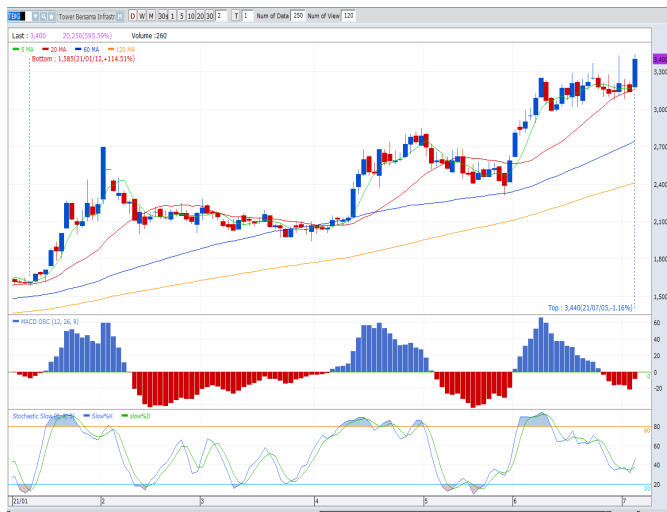 TBIG Tower Bersama Infrastr M D W M 30s 1 5 10 20 30 2 T 1 Num of Data 250 Num of View 120
Last : 3,400 20,250(595.59%) Volume :260
5 MA 20 MA 60 MA 120 MA
Bottom : 1,585(21/01/12,+114.51%)
3,400
3,300
3,000
2,700
2,400
2,100
1,800
1,500
Top : 3,440(21/07/05,-1.16%)
MACD OSC (12, 26, 9)
60
40
20
0
-20
Stochastic Slow Slow%K slow%D
80
80
60
40
20
20
21/01 2 3 4 5 6 7